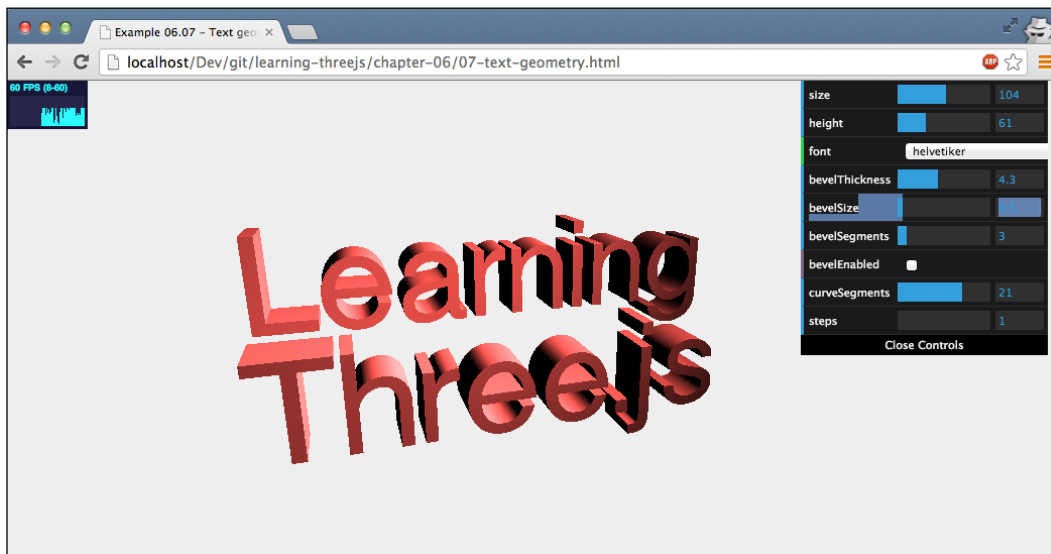 Example 06.07 – Text geo
localhost/Dev/git/learning-threejs/chapter-06/07-text-geometry.html
ABP
60 FPS (8-60)
size 104
height 61
font helvetiker
bevelThickness 4.3
bevelSize
bevelSegments 3
bevelEnabled
curveSegments 21
steps 1
Close Controls
Learning
Threejs